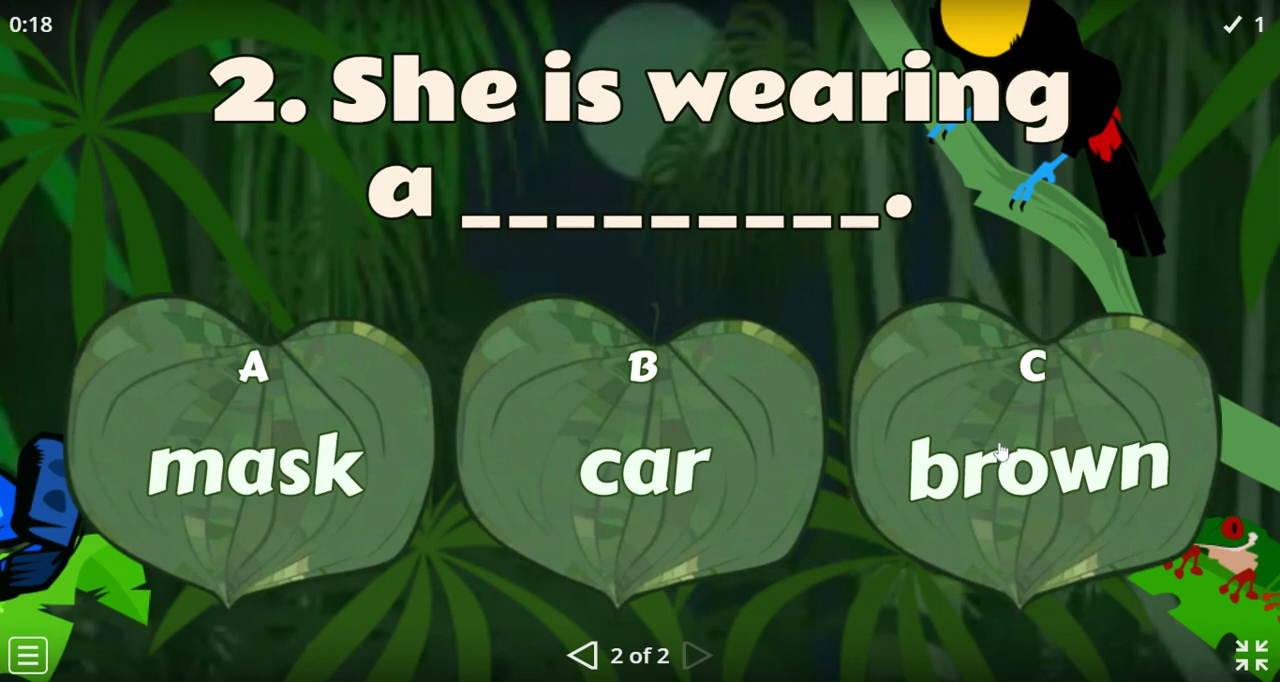 0:18
✓ 1
2. She is wearing
a _________.
A
mask
B
car
C
brown
2 of 2